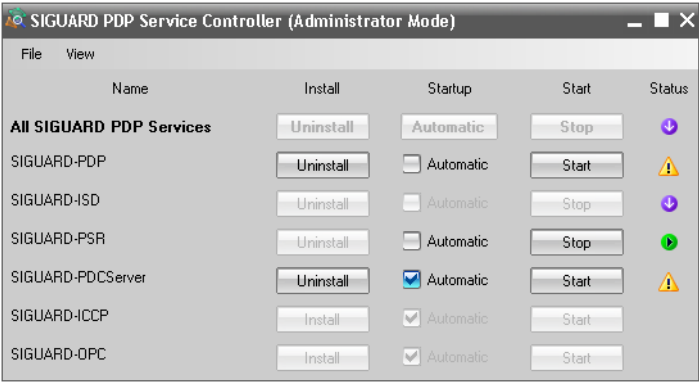 SIGUARD PDP Service Controller (Administrator Mode)
File View
Name Install Startup Start Status
All SIGUARD PDP Services Uninstall Automatic Stop
SIGUARD-PDP Uninstall Automatic Start
SIGUARD-ISD Uninstall Automatic Stop
SIGUARD-PSR Uninstall Automatic Stop
SIGUARD-PDCServer Uninstall Automatic Start
SIGUARD-ICCP Install Automatic Start
SIGUARD-OPC Install Automatic Start